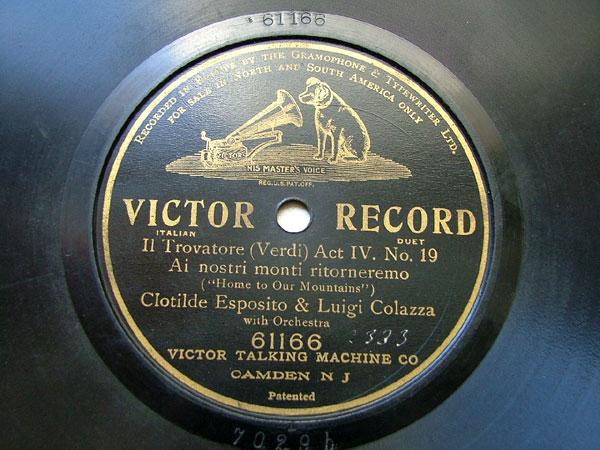 61166
RECORDED IN EUROPE BY THE GRAMOPHONE & TYPEWRITER LTD.
FOR SALE IN NORTH AND SOUTH AMERICA ONLY
VICTOR
HIS MASTER'S VOICE
REG.U.S.PAT.OFF.
VICTOR RECORD
ITALIAN DUET
Il Trovatore (Verdi) Act IV. No. 19
Ai nostri monti ritorneremo
("Home to Our Mountains")
Clotilde Esposito & Luigi Colazza
with Orchestra
61166
VICTOR TALKING MACHINE CO
CAMDEN N J
Patented